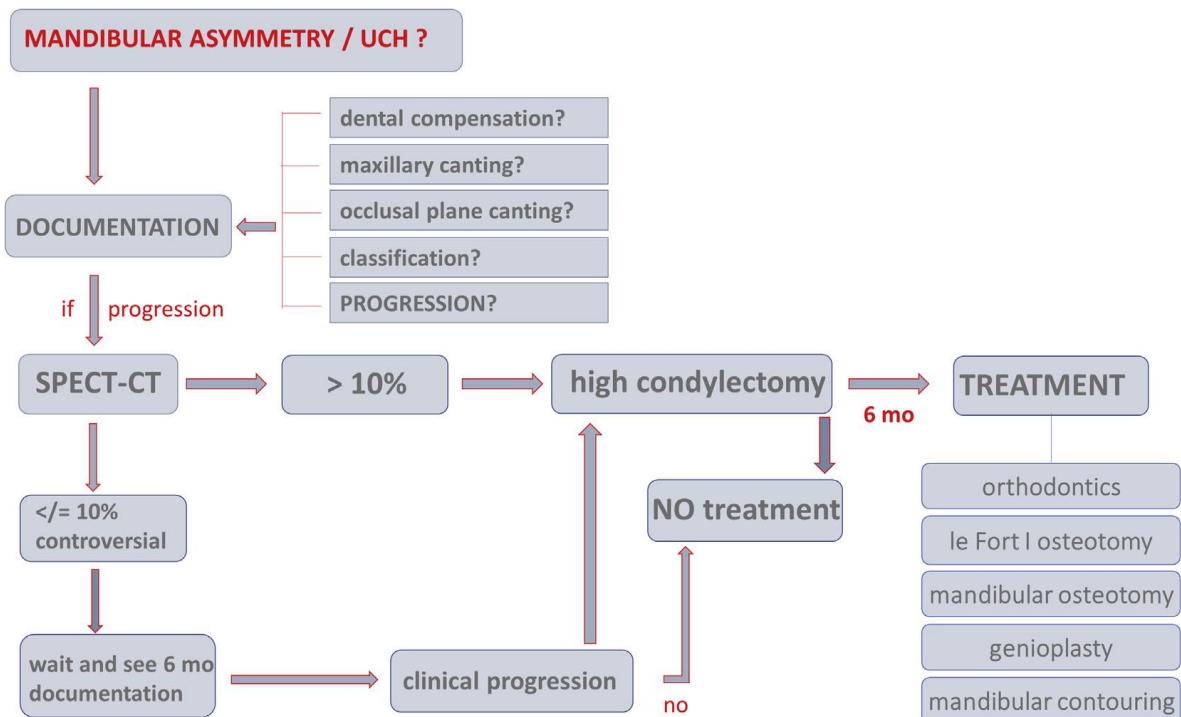 MANDIBULAR ASYMMETRY / UCH ?
dental compensation?
maxillary canting?
occlusal plane canting?
classification?
PROGRESSION?
DOCUMENTATION
if progression
SPECT-CT
> 10%
high condylectomy
6 mo
TREATMENT
NO treatment
</= 10%
controversial
wait and see 6 mo
documentation
clinical progression
no
orthodontics
le Fort I osteotomy
mandibular osteotomy
genioplasty
mandibular contouring